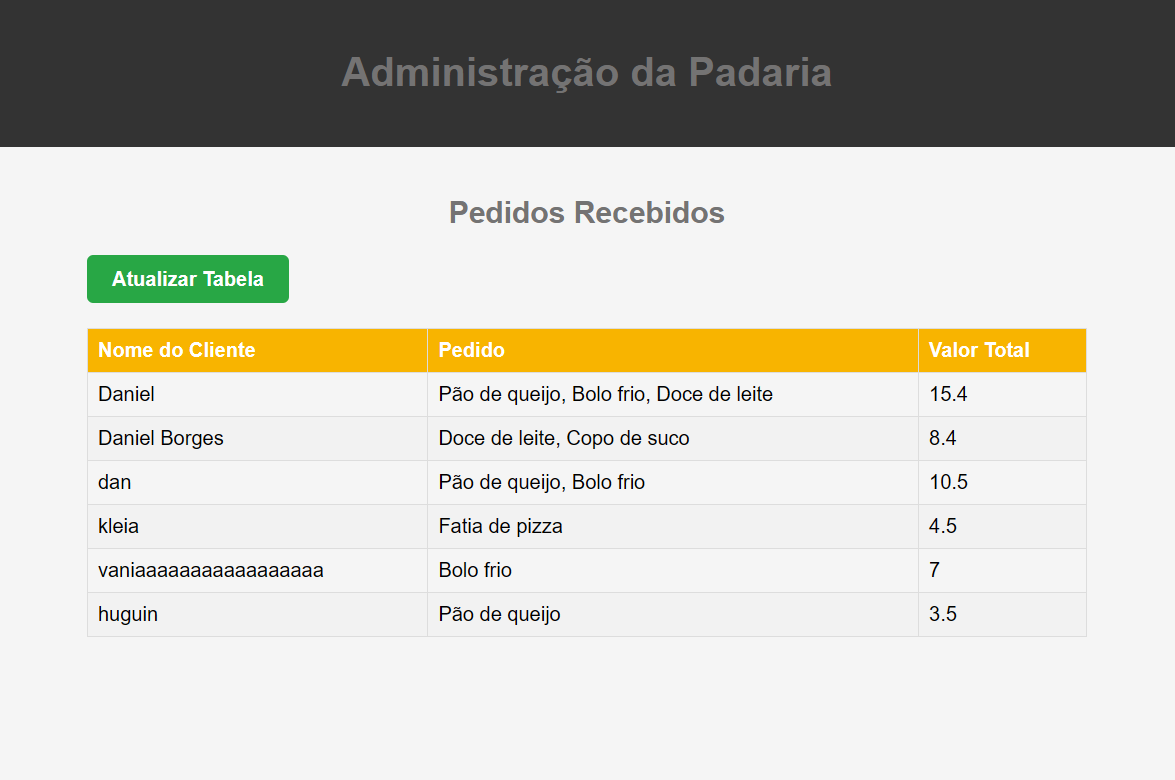 Administração da Padaria
Pedidos Recebidos
Atualizar Tabela
Nome do Cliente Pedido Valor Total
Daniel Pão de queijo, Bolo frio, Doce de leite 15.4
Daniel Borges Doce de leite, Copo de suco 8.4
dan Pão de queijo, Bolo frio 10.5
kleia Fatia de pizza 4.5
vaniaaaaaaaaaaaaaaaaa Bolo frio 7
huguin Pão de queijo 3.5